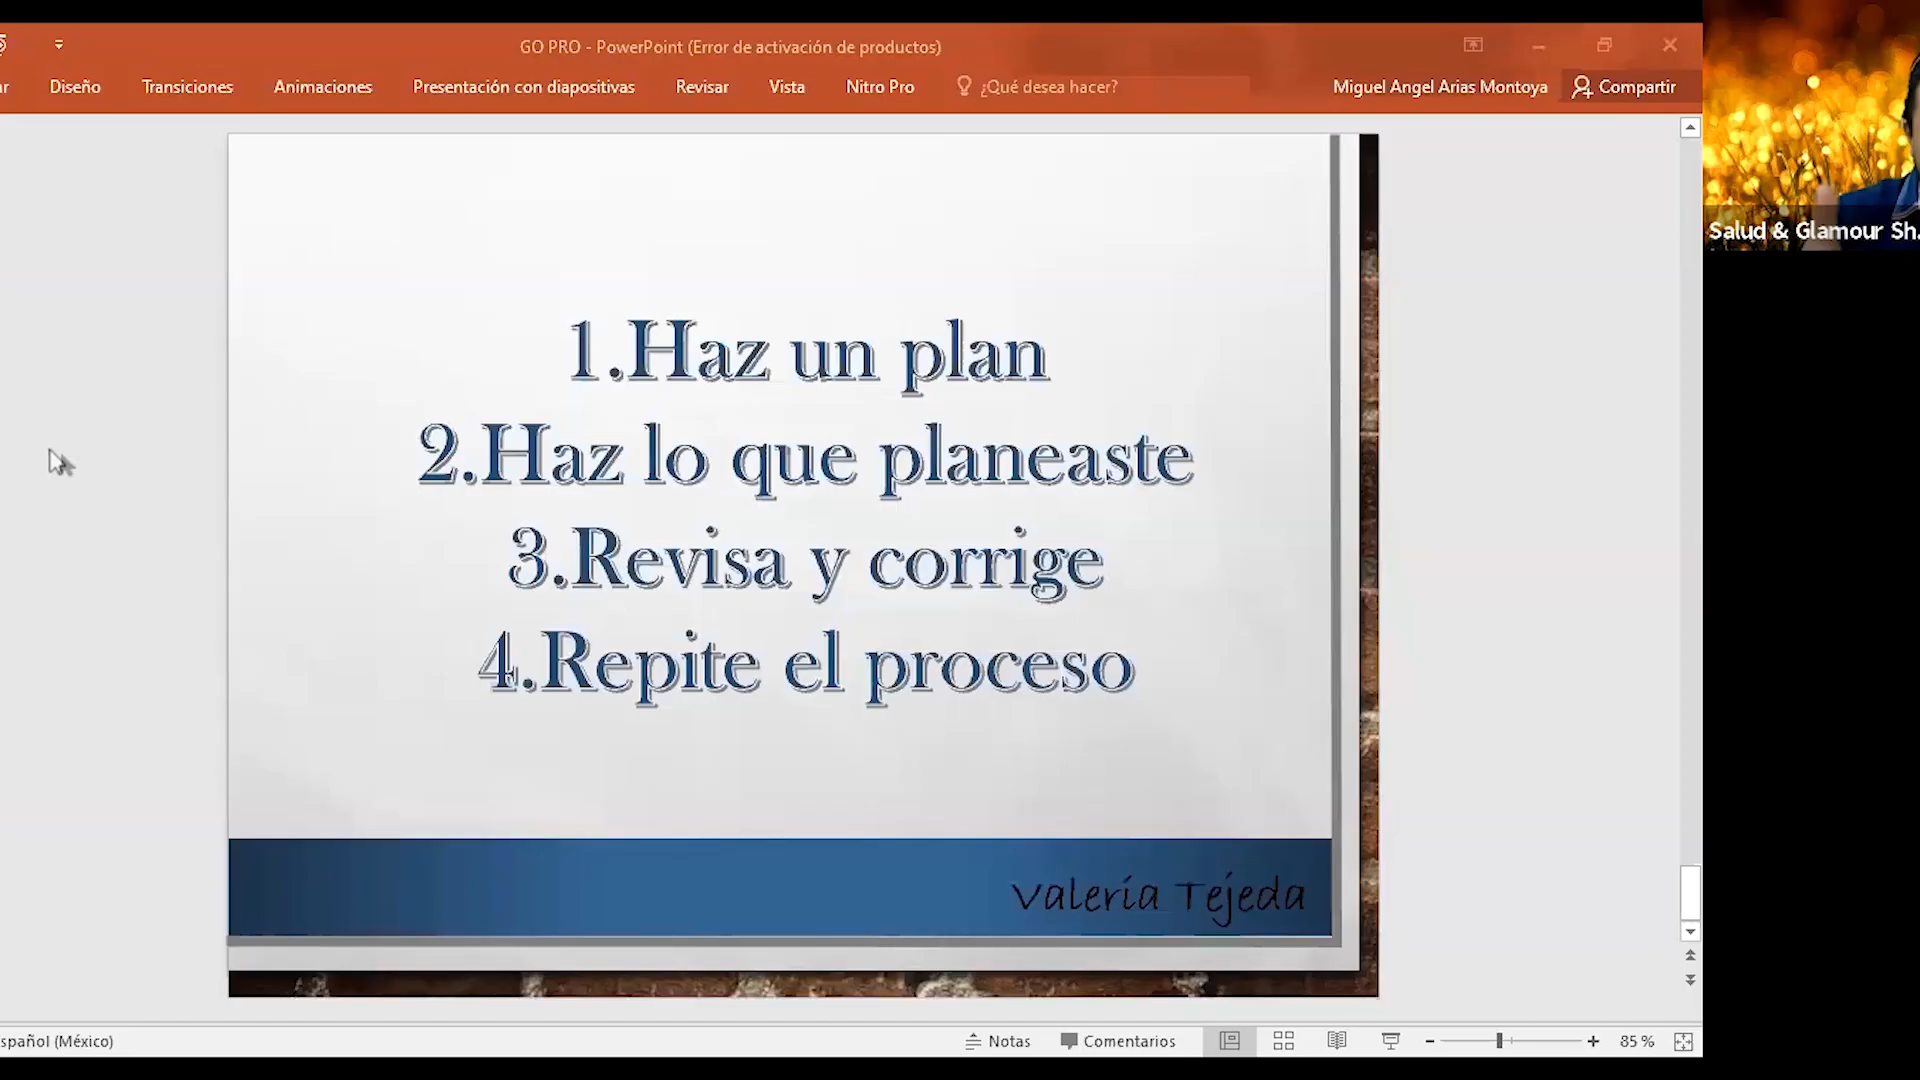 GO PRO - PowerPoint (Error de activación de productos)
Diseño Transiciones Animaciones Presentación con diapositivas Revisar Vista Nitro Pro ¿Qué desea hacer? Miguel Angel Arias Montoya Compartir
Salud & Glamour Sh.
1.Haz un plan
2.Haz lo que planeaste
3.Revisa y corrige
4.Repite el proceso
Valeria Tejeda
spañol (México) Notas Comentarios 85 %